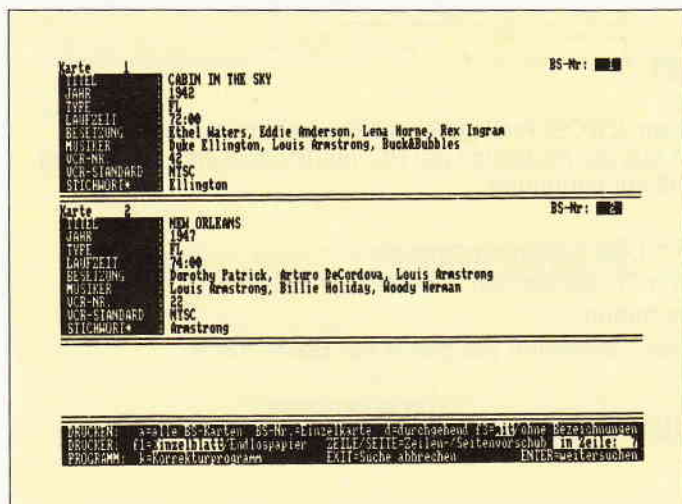 Karte 1 BS-Nr: 1
TITEL : CABIN IN THE SKY
JAHR : 1942
TYPE : FL
LAUFZEIT : 72:00
BESETZUNG : Ethel Waters, Eddie Anderson, Lena Horne, Rex Ingram
MUSIKER : Duke Ellington, Louis Armstrong, Buck&Bubbles
VCR-NR. : 42
VCR-STANDARD : NTSC
STICHWORT* : Ellington
Karte 2 BS-Nr: 2
TITEL : NEW ORLEANS
JAHR : 1947
TYPE : FL
LAUFZEIT : 74:00
BESETZUNG : Dorothy Patrick, Arturo DeCordova, Louis Armstrong
MUSIKER : Louis Armstrong, Billie Holiday, Woody Herman
VCR-NR. : 22
VCR-STANDARD : NTSC
STICHWORT* : Armstrong
DRUCKEN: a=alle BS-Karten BS-Nr.=Einzelkarte d=durchgehend f3=mit/ohne Bezeichnungen
DRUCKER: f1=Einzelblatt/Endlospapier ZEILE/SEITE=Zeilen-/Seitenvorschub in Zeile: 7
PROGRAMM: k=Korrekturprogramm EXIT=Suche abbrechen ENTER=weitersuchen